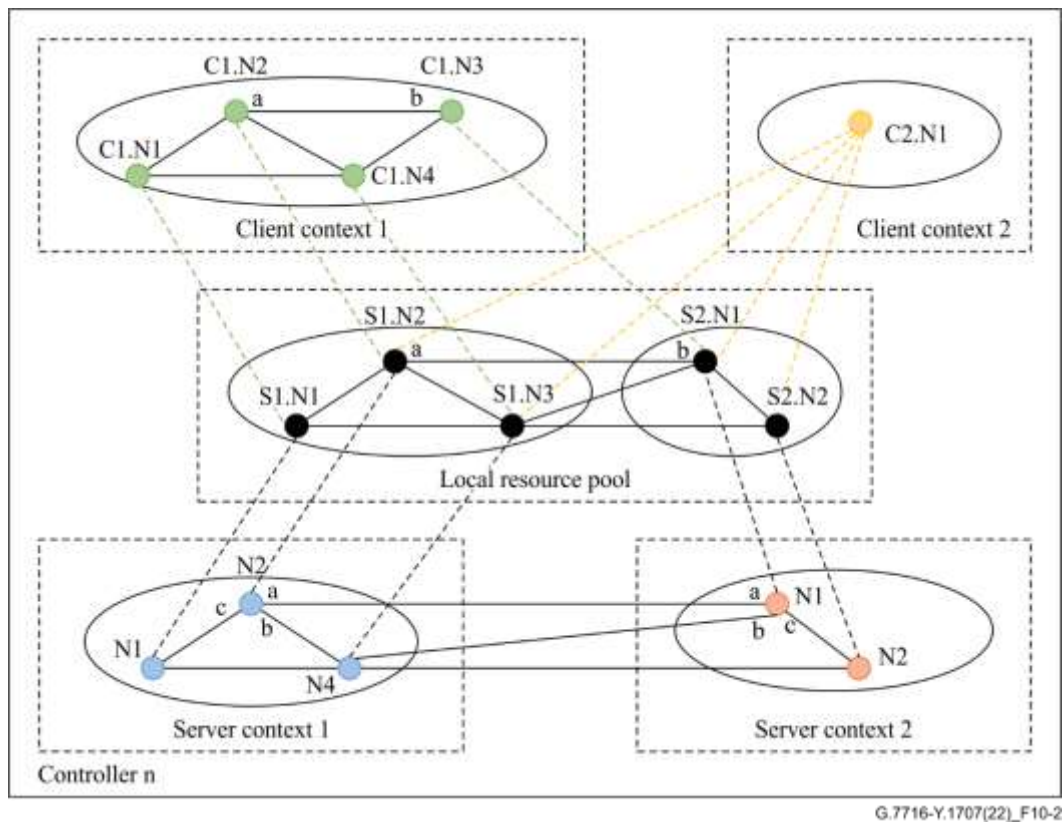 C1.N2
C1.N3
a
b
C1.N1
C1.N4
C2.N1
Client context 1
Client context 2
S1.N2
S2.N1
a
b
S1.N1
S1.N3
S2.N2
Local resource pool
N2
a
c
b
N1
N4
a
N1
b
c
N2
Server context 1
Server context 2
Controller n
G.7716-Y.1707(22)_F10-2